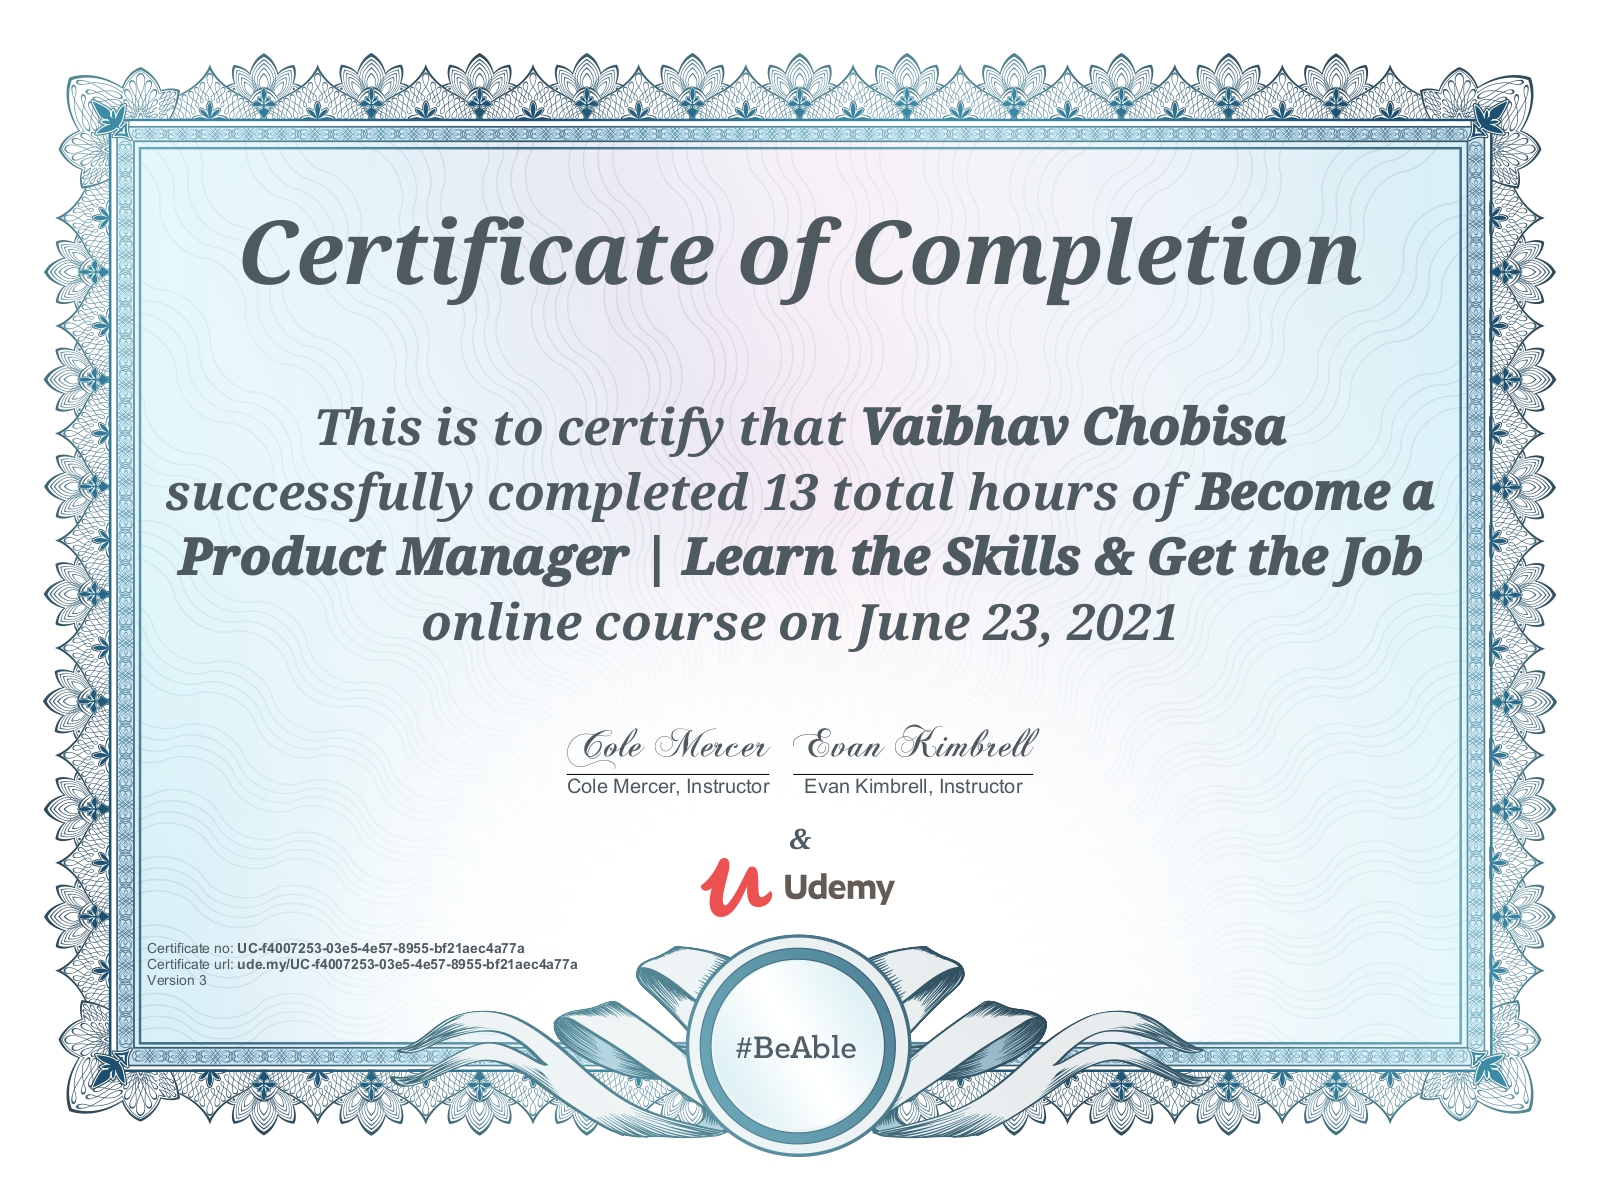 Certificate of Completion
This is to certify that Vaibhav Chobisa
successfully completed 13 total hours of Become a
Product Manager | Learn the Skills & Get the Job
online course on June 23, 2021
Cole Mercer Evan Kimbrell
Cole Mercer, Instructor Evan Kimbrell, Instructor
&
Udemy
Certificate no: UC-f4007253-03e5-4e57-8955-bf21aec4a77a
Certificate url: ude.my/UC-f4007253-03e5-4e57-8955-bf21aec4a77a
Version 3
#BeAble